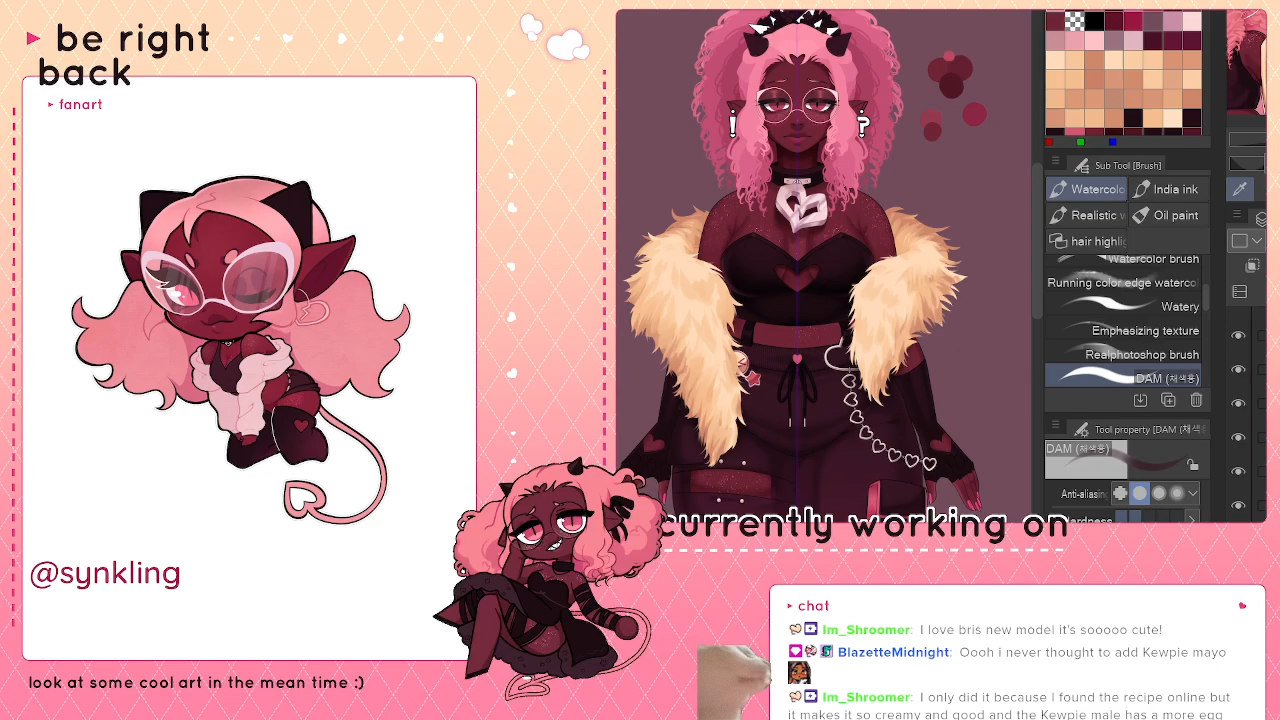 be right
back
fanart
@synkling
look at some cool art in the mean time :)
! ?
currently working on
Sub Tool [Brush]
India ink
Realistic
Oil paint
hair highli
Watercolor brush
Running color edge waterco
Watery
Emphasizing texture
Realphotoshop brush
DAM (채색용)
Tool property [DAM (채색
DAM (채색용)
Anti-aliasin
Hardness
chat
Im_Shroomer: I love bris new model it's sooooo cute!
BlazetteMidnight: Oooh i never thought to add Kewpie mayo
Im_Shroomer: I only did it because I found the recipe online but
it makes it so creamy and good and the Kewpie male has a more egg